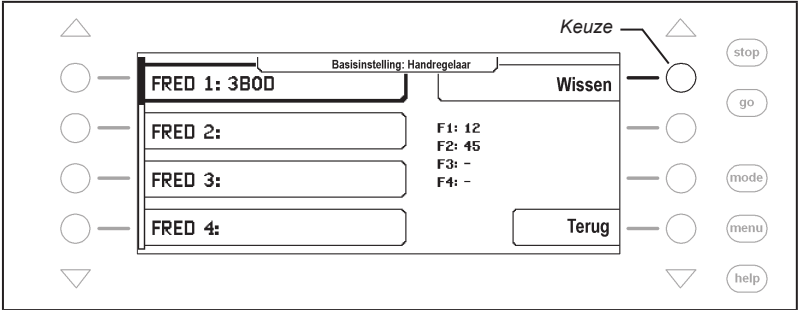 Keuze
stop
Basisinstelling: Handregelaar
FRED 1: 3BOD
Wissen
go
FRED 2:
F1: 12
F2: 45
F3: -
F4: -
FRED 3:
mode
FRED 4:
Terug
menu
help